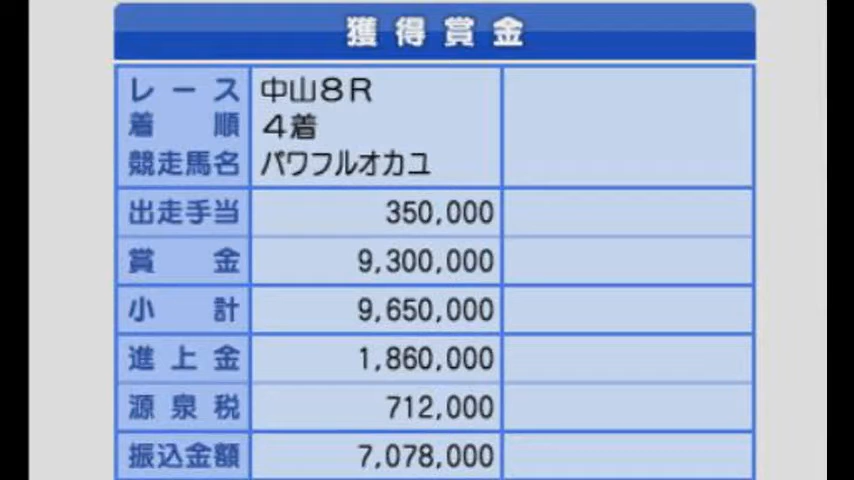 獲得賞金
レース 中山8R
着順 4着
競走馬名 パワフルオカユ
出走手当 350,000
賞金 9,300,000
小計 9,650,000
進上金 1,860,000
源泉税 712,000
振込金額 7,078,000